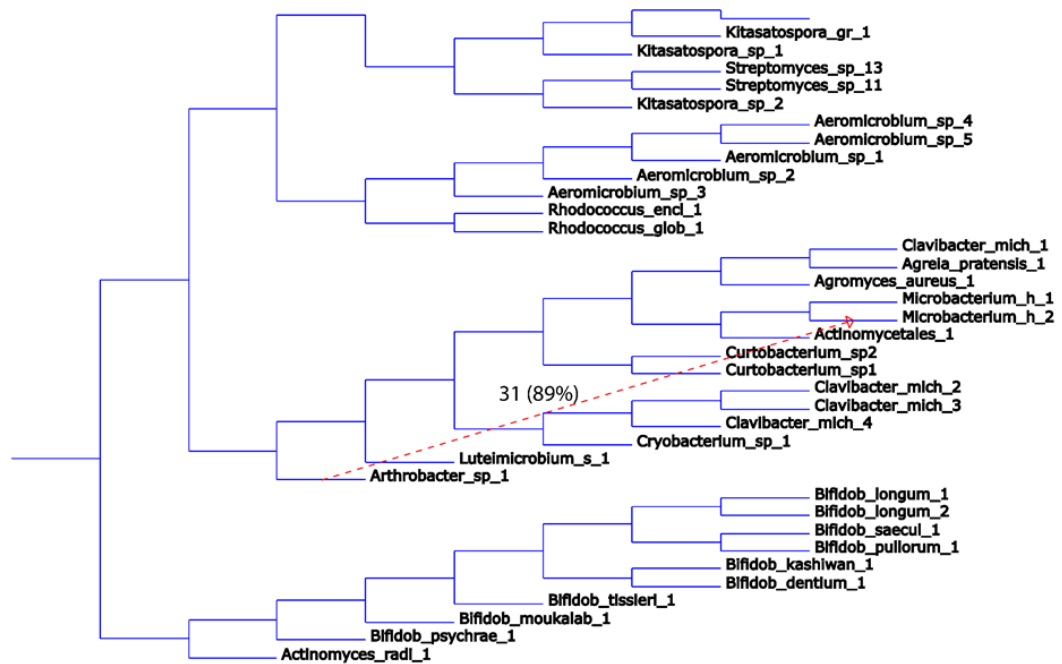 Kitasatospora_gr_1
Kitasatospora_sp_1
Streptomyces_sp_13
Streptomyces_sp_11
Kitasatospora_sp_2
Aeromicrobium_sp_4
Aeromicrobium_sp_5
Aeromicrobium_sp_1
Aeromicrobium_sp_2
Aeromicrobium_sp_3
Rhodococcus_encl_1
Rhodococcus_glob_1
Clavibacter_mich_1
Agreia_pratensis_1
Agromyces_aureus_1
Microbacterium_h_1
Microbacterium_h_2
Actinomycetales_1
Curtobacterium_sp2
Curtobacterium_sp1
31 (89%)
Clavibacter_mich_2
Clavibacter_mich_3
Clavibacter_mich_4
Cryobacterium_sp_1
Luteimicrobium_s_1
Arthrobacter_sp_1
Bifidob_longum_1
Bifidob_longum_2
Bifidob_saecul_1
Bifidob_pullorum_1
Bifidob_kashiwan_1
Bifidob_dentium_1
Bifidob_tissieri_1
Bifidob_moukalab_1
Bifidob_psychrae_1
Actinomyces_radi_1